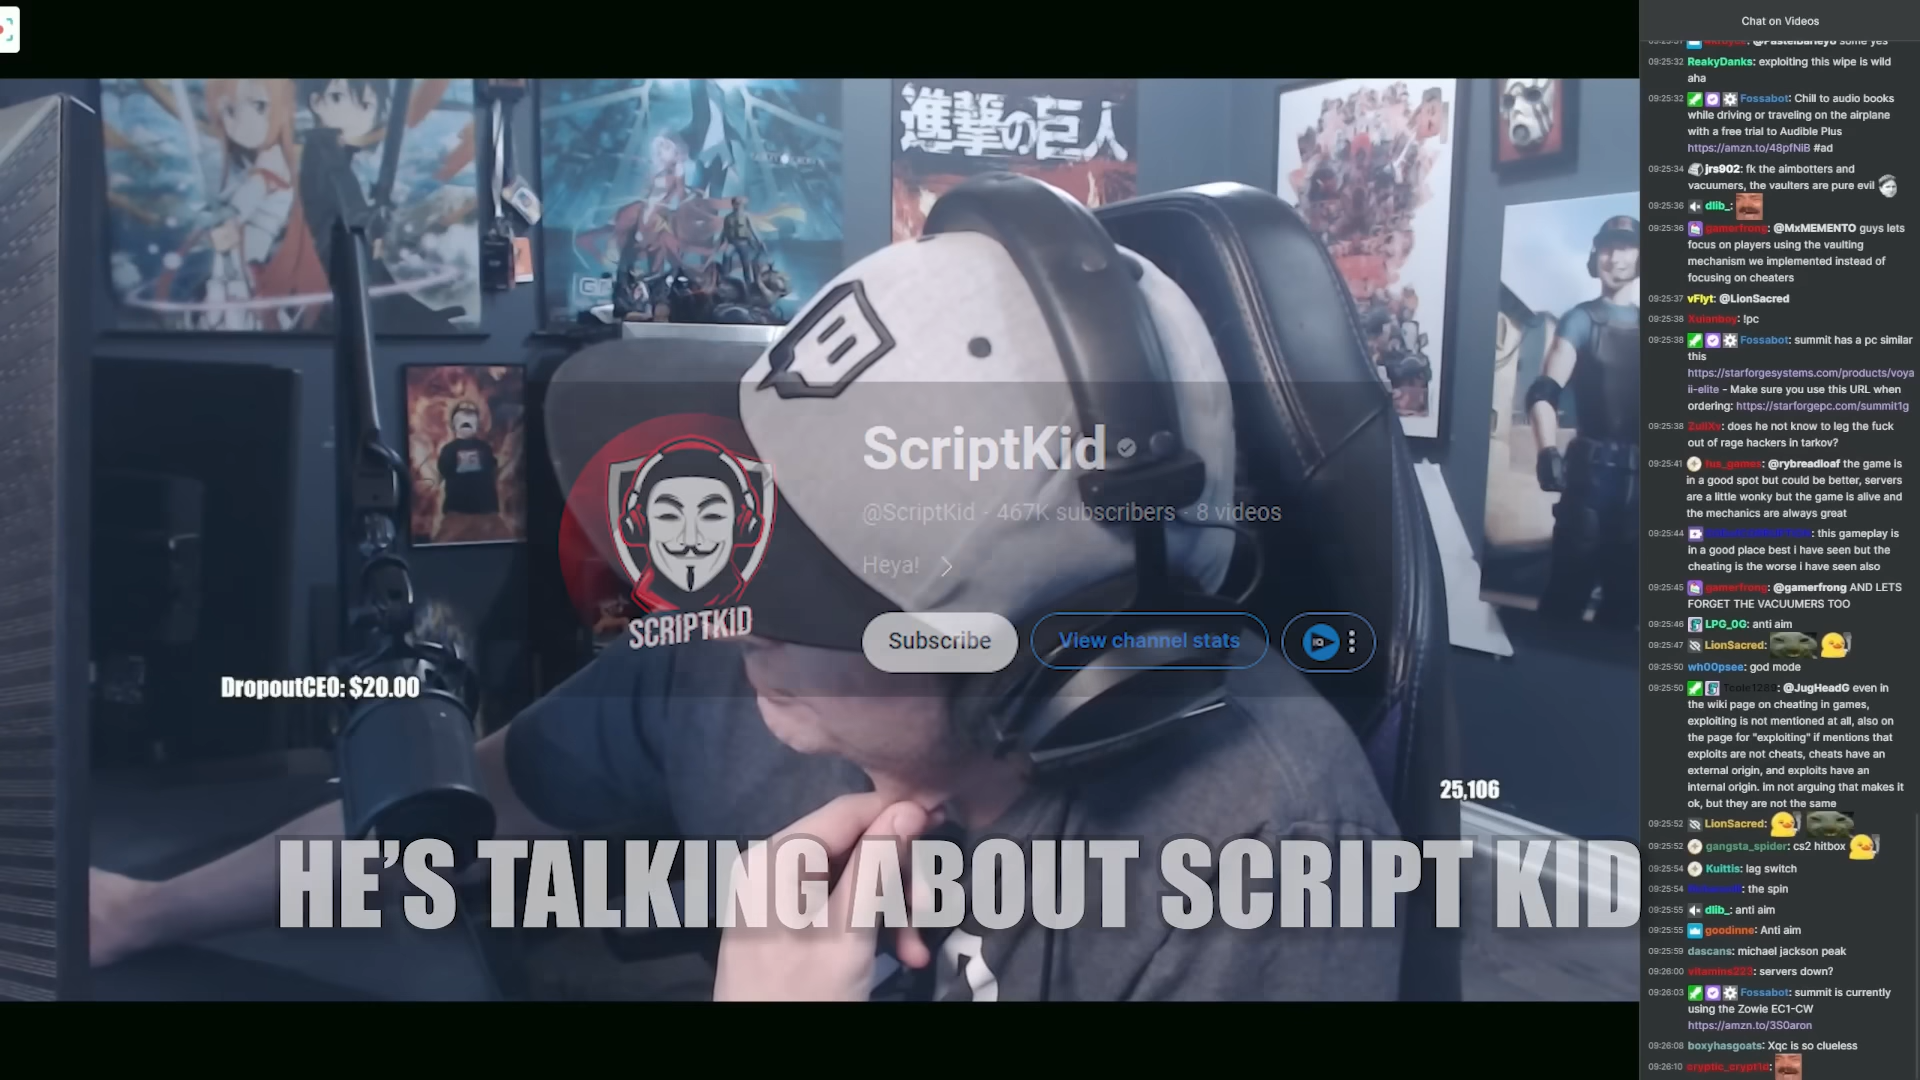 進撃の巨人
ScriptKid
@ScriptKid - 467K subscribers - 8 videos
Heya!
SCRIPTKID
Subscribe
View channel stats
DropoutCEO: $20.00
25,106
HE'S TALKING ABOUT SCRIPT KID
Chat on Videos
some yes
09:25:32 ReakyDanks: exploiting this wipe is wild
aha
09:25:32 Fossabot: Chill to audio books
while driving or traveling on the airplane
with a free trial to Audible Plus
https://amzn.to/48pfNiB #ad
09:25:34 jrs902: fk the aimbotters and
vacuumers, the vaulters are pure evil
09:25:36 dlib_:
09:25:36 gamerfrong: @MxMEMENTO guys lets
focus on players using the vaulting
mechanism we implemented instead of
focusing on cheaters
09:25:37 vFlyt: @LionSacred
09:25:38 !pc
09:25:38 Fossabot: summit has a pc similar
this
https://starforgesystems.com/products/voya
ii-elite - Make sure you use this URL when
ordering: https://starforgepc.com/summit1g
09:25:38 ZullXv: does he not know to leg the fuck
out of rage hackers in tarkov?
09:25:41 fus_games: @rybreadloaf the game is
in a good spot but could be better, servers
are a little wonky but the game is alive and
the mechanics are always great
09:25:44 : this gameplay is
in a good place best i have seen but the
cheating is the worse i have seen also
09:25:45 gamerfrong: @gamerfrong AND LETS
FORGET THE VACUUMERS TOO
09:25:46 LPG_0G: anti aim
09:25:47 LionSacred:
09:25:50 wh00psee: god mode
09:25:50 Tcole1289: @JugHeadG even in
the wiki page on cheating in games,
exploiting is not mentioned at all, also on
the page for "exploiting" if mentions that
exploits are not cheats, cheats have an
external origin, and exploits have an
internal origin. im not arguing that makes it
ok, but they are not the same
09:25:52 LionSacred:
09:25:52 gangsta_spider: cs2 hitbox
09:25:54 Kuittis: lag switch
09:25:54 : the spin
09:25:55 dlib_: anti aim
09:25:55 goodinne: Anti aim
09:25:59 dascans: michael jackson peak
09:26:00 vitamins223: servers down?
09:26:03 Fossabot: summit is currently
using the Zowie EC1-CW
https://amzn.to/3S0aron
09:26:08 boxyhasgoats: Xqc is so clueless
09:26:10